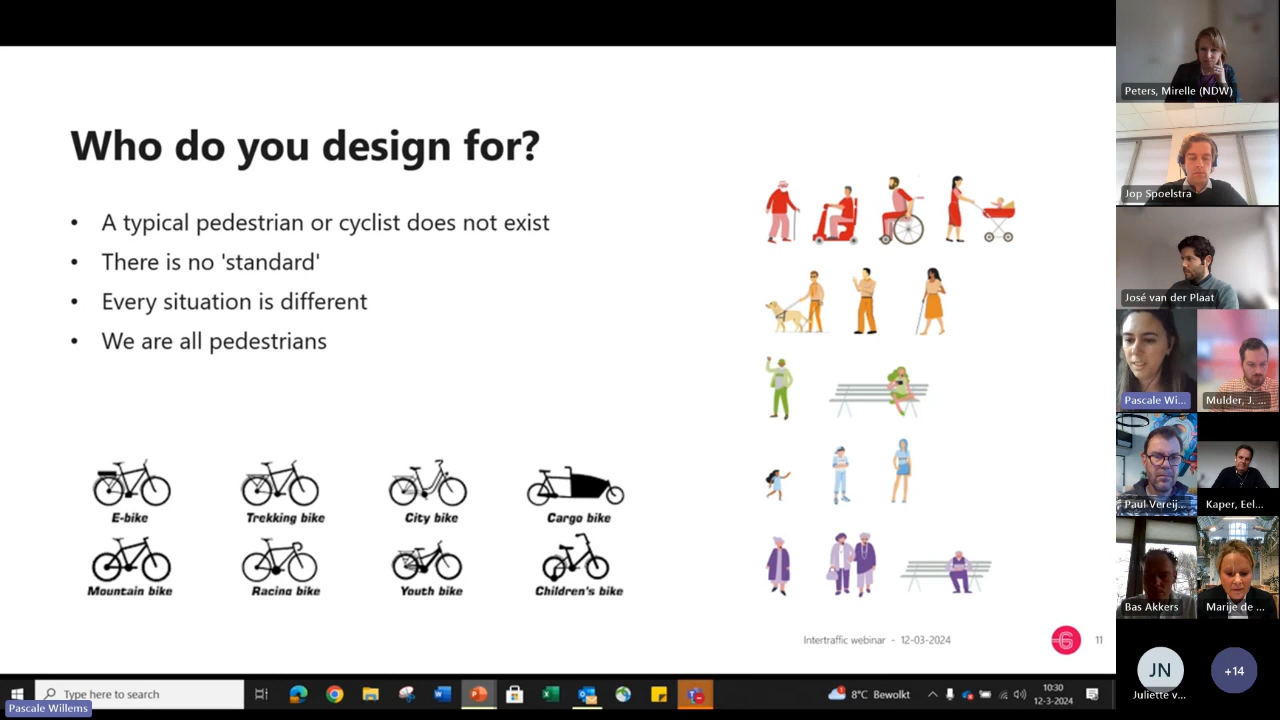 Who do you design for?
• A typical pedestrian or cyclist does not exist
• There is no 'standard'
• Every situation is different
• We are all pedestrians
E-bike
Trekking bike
City bike
Cargo bike
Mountain bike
Racing bike
Youth bike
Children's bike
Intertraffic webinar - 12-03-2024
6
11
Type here to search
8°C Bewolkt
10:30
12-3-2024
Pascale Willems
Peters, Mirelle (NDW)
Jop Spoelstra
José van der Plaat
Pascale Wi...
Mulder, J. ...
Paul Vereij...
Kaper, Eel...
Bas Akkers
Marije de ...
JN
Juliette v...
+14